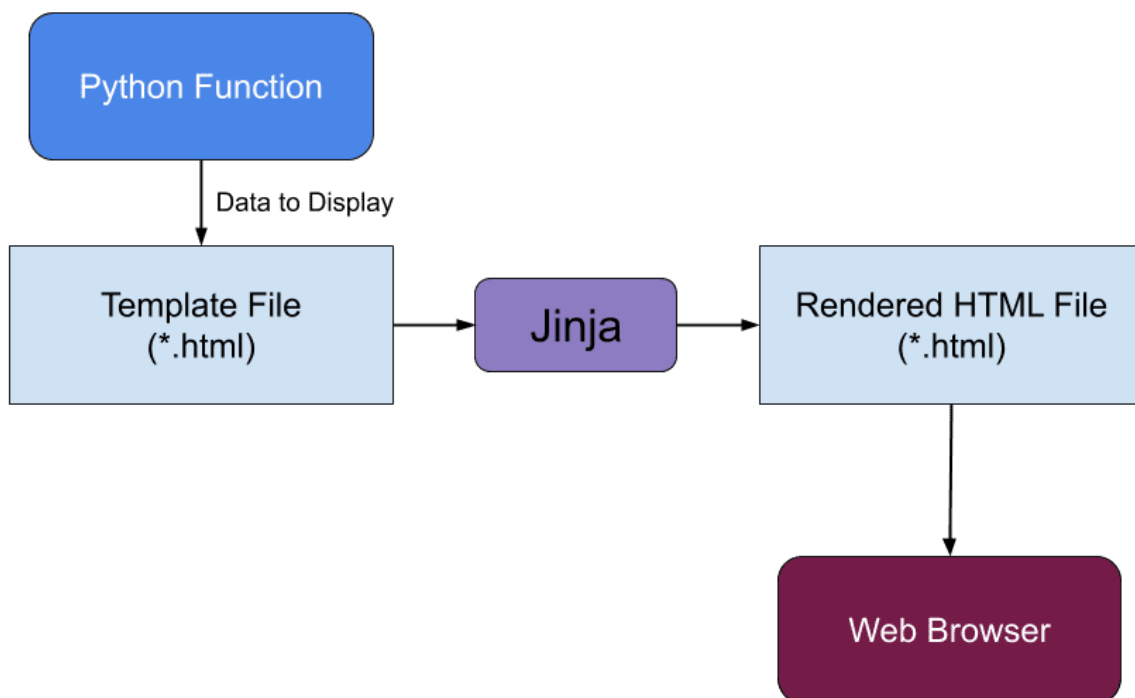 Python Function
Data to Display
Template File
(*.html)
Jinja
Rendered HTML File
(*.html)
Web Browser